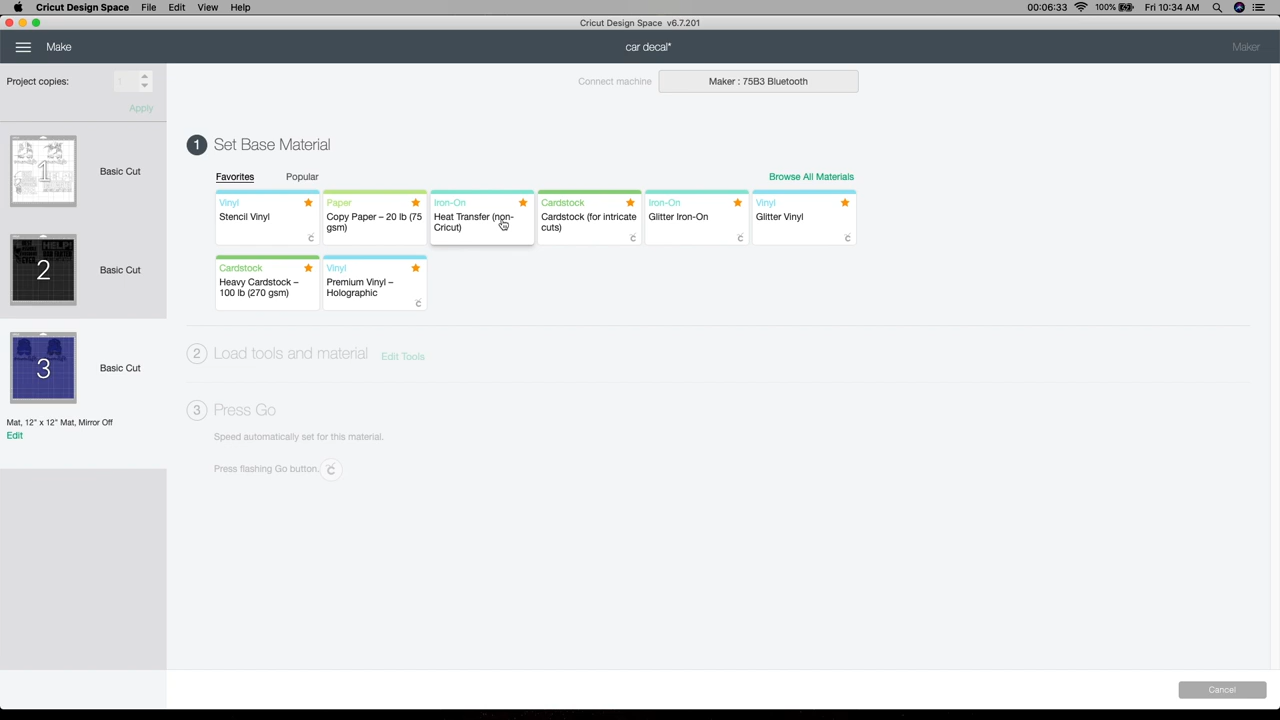 Cricut Design Space File Edit View Help 00:06:33 100% Fri 10:34 AM
Cricut Design Space v6.7.201
Make car decal* Maker
Project copies: 1
Apply
Connect machine Maker : 75B3 Bluetooth
1 Basic Cut
2 Basic Cut
3 Basic Cut
Mat, 12" x 12" Mat, Mirror Off
Edit
1 Set Base Material
Favorites Popular Browse All Materials
Vinyl
Stencil Vinyl
Paper
Copy Paper – 20 lb (75
gsm)
Iron-On
Heat Transfer (non-
Cricut)
Cardstock
Cardstock (for intricate
cuts)
Iron-On
Glitter Iron-On
Vinyl
Glitter Vinyl
Cardstock
Heavy Cardstock –
100 lb (270 gsm)
Vinyl
Premium Vinyl –
Holographic
2 Load tools and material Edit Tools
3 Press Go
Speed automatically set for this material.
Press flashing Go button.
Cancel